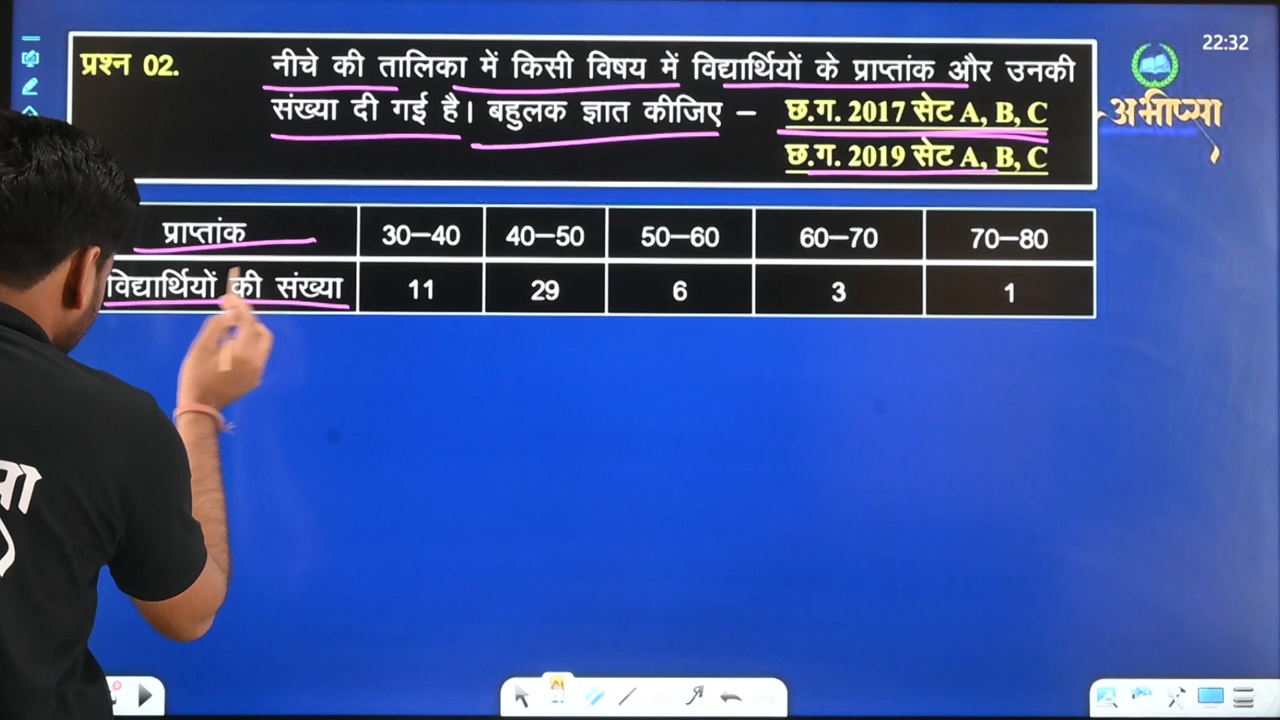 22:32
प्रश्न 02. नीचे की तालिका में किसी विषय में विद्यार्थियों के प्राप्तांक और उनकी
संख्या दी गई है। बहुलक ज्ञात कीजिए – छ.ग. 2017 सेट A, B, C
छ.ग. 2019 सेट A, B, C
अभीप्सा
प्राप्तांक 30–40 40–50 50–60 60–70 70–80
विद्यार्थियों की संख्या 11 29 6 3 1